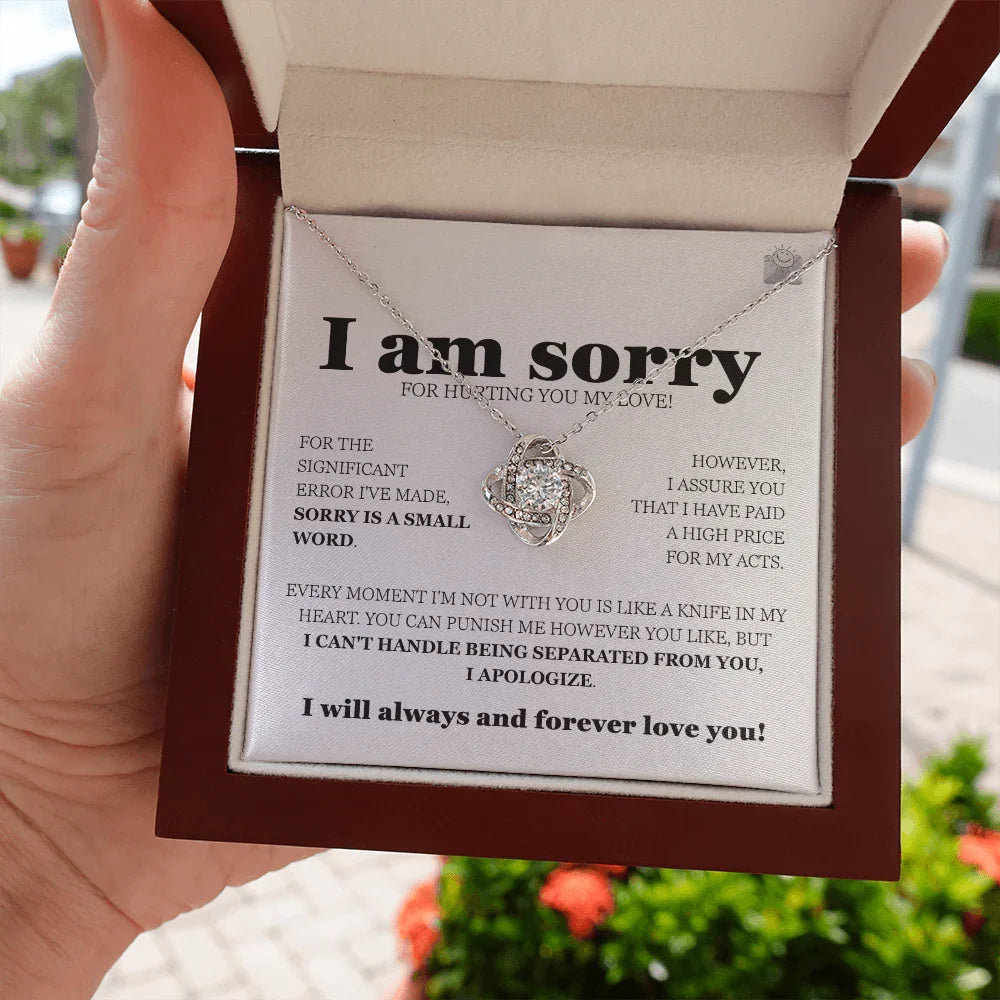 I am sorry
FOR HURTING YOU MY LOVE!
FOR THE
SIGNIFICANT
ERROR I'VE MADE,
SORRY IS A SMALL
WORD.
HOWEVER,
I ASSURE YOU
THAT I HAVE PAID
A HIGH PRICE
FOR MY ACTS.
EVERY MOMENT I'M NOT WITH YOU IS LIKE A KNIFE IN MY
HEART. YOU CAN PUNISH ME HOWEVER YOU LIKE, BUT
I CAN'T HANDLE BEING SEPARATED FROM YOU,
I APOLOGIZE.
I will always and forever love you!